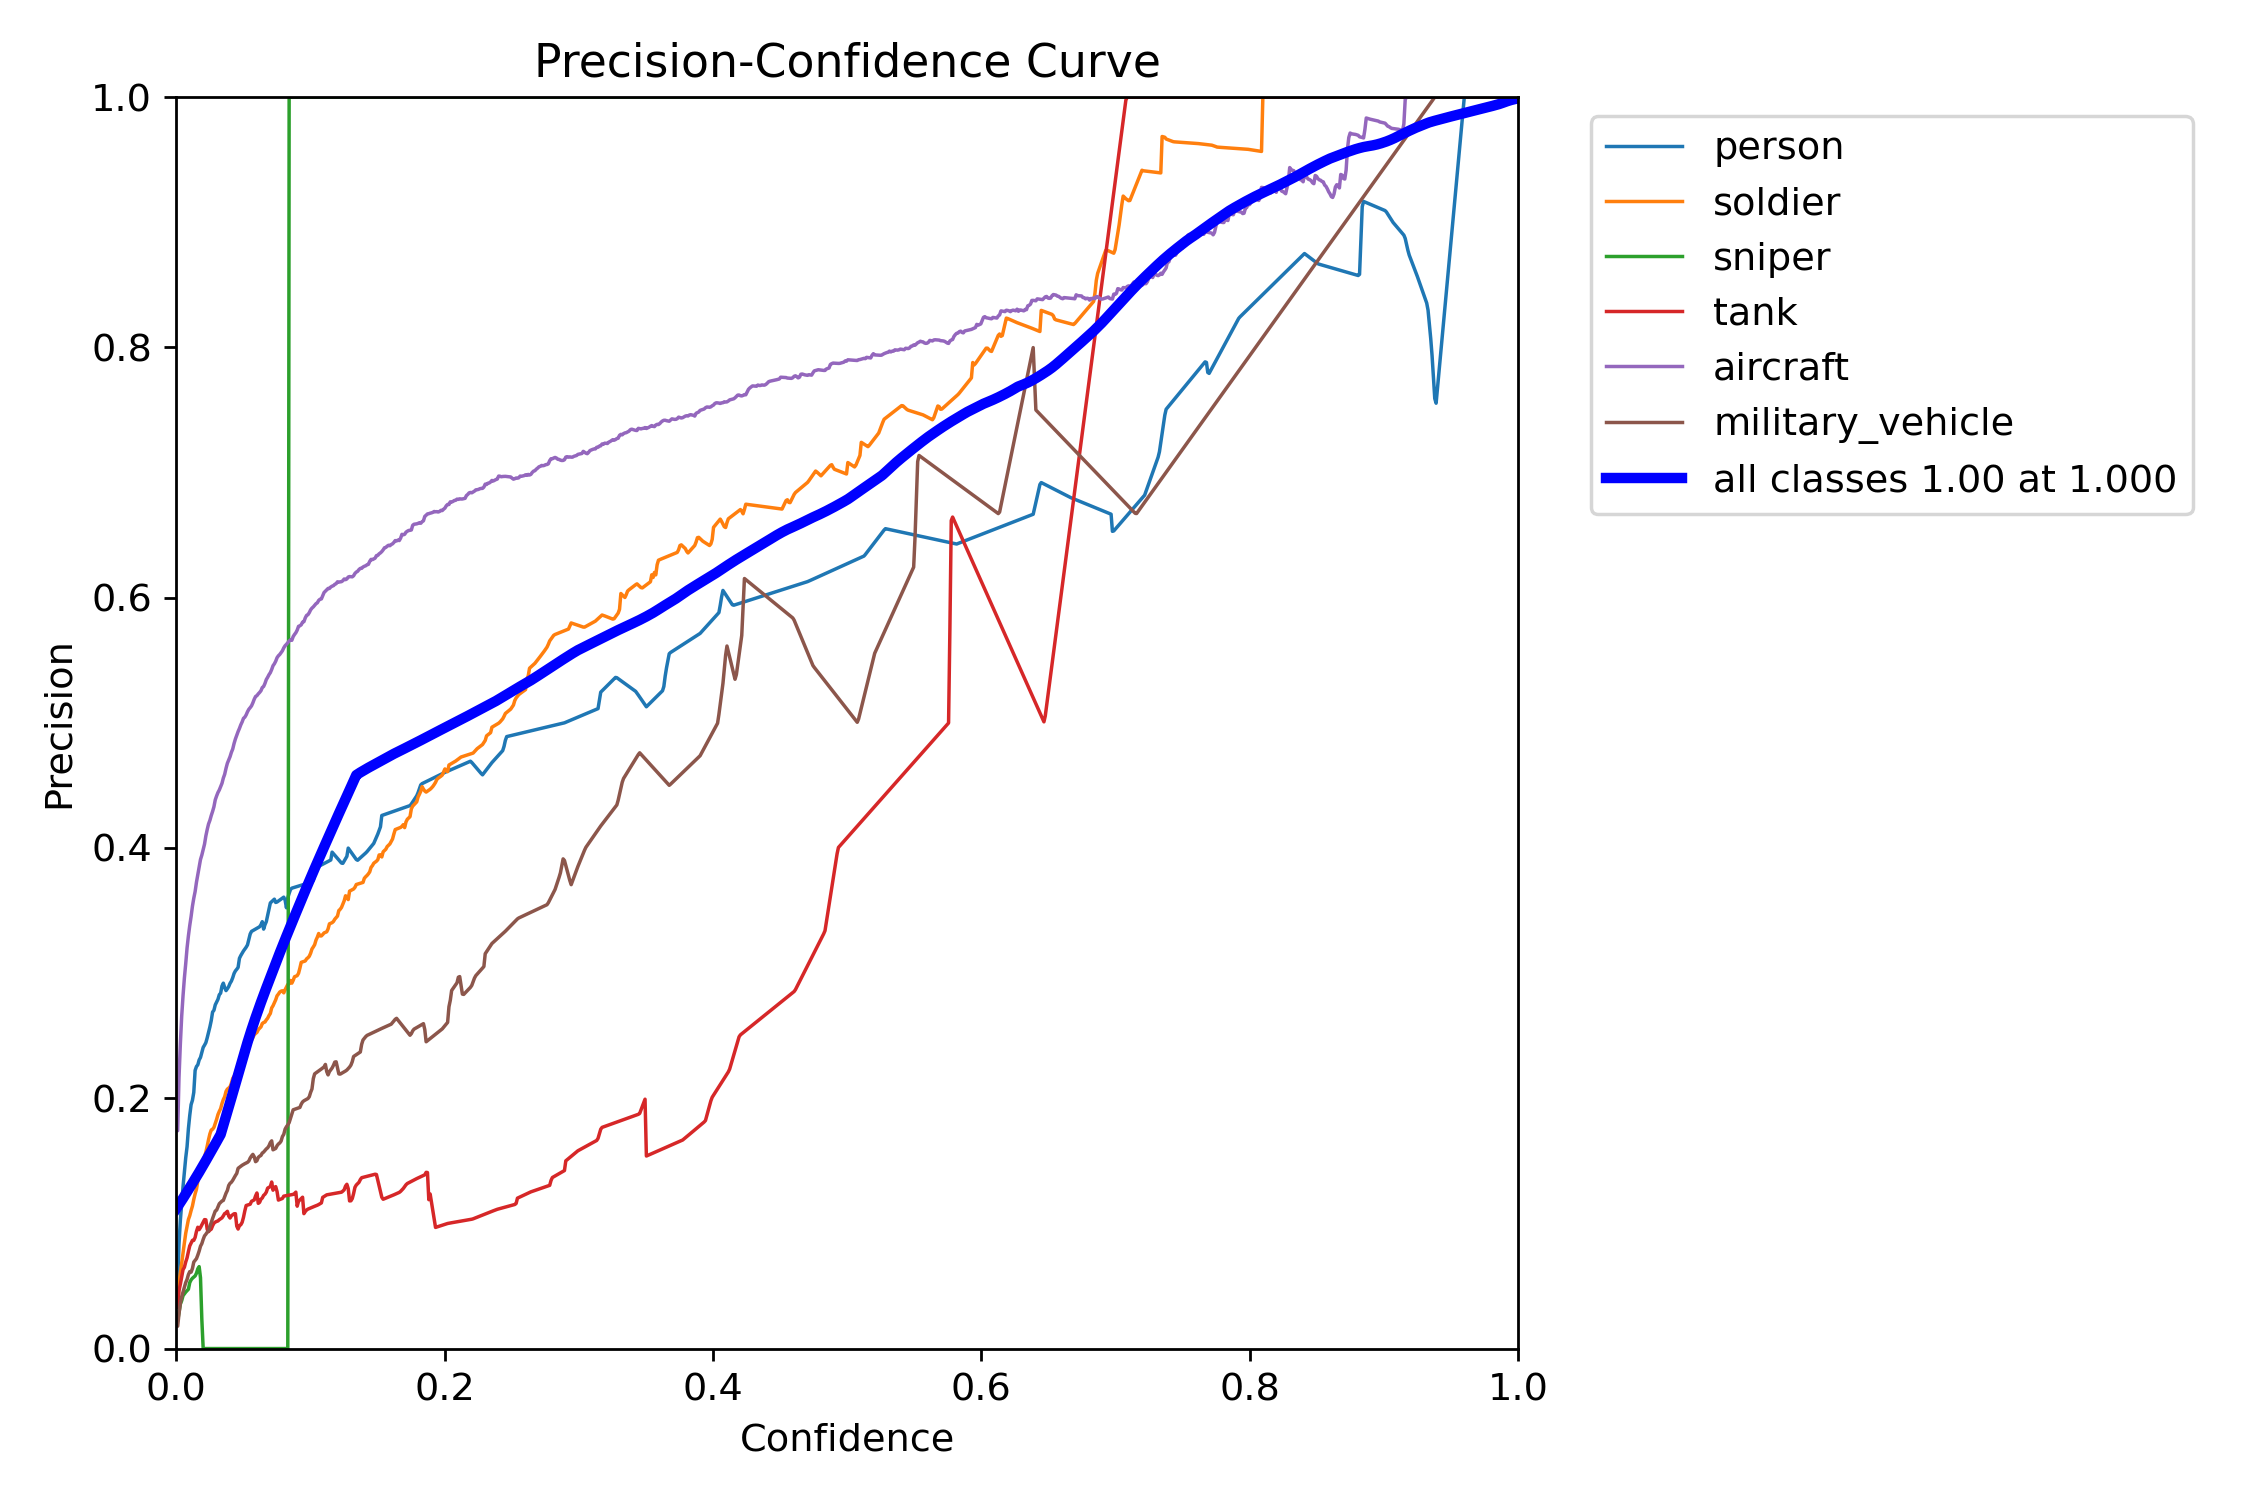 Precision-Confidence Curve
1.0
0.8
0.6
0.4
0.2
0.0
Precision
0.0 0.2 0.4 0.6 0.8 1.0
Confidence
person
soldier
sniper
tank
aircraft
military_vehicle
all classes 1.00 at 1.000